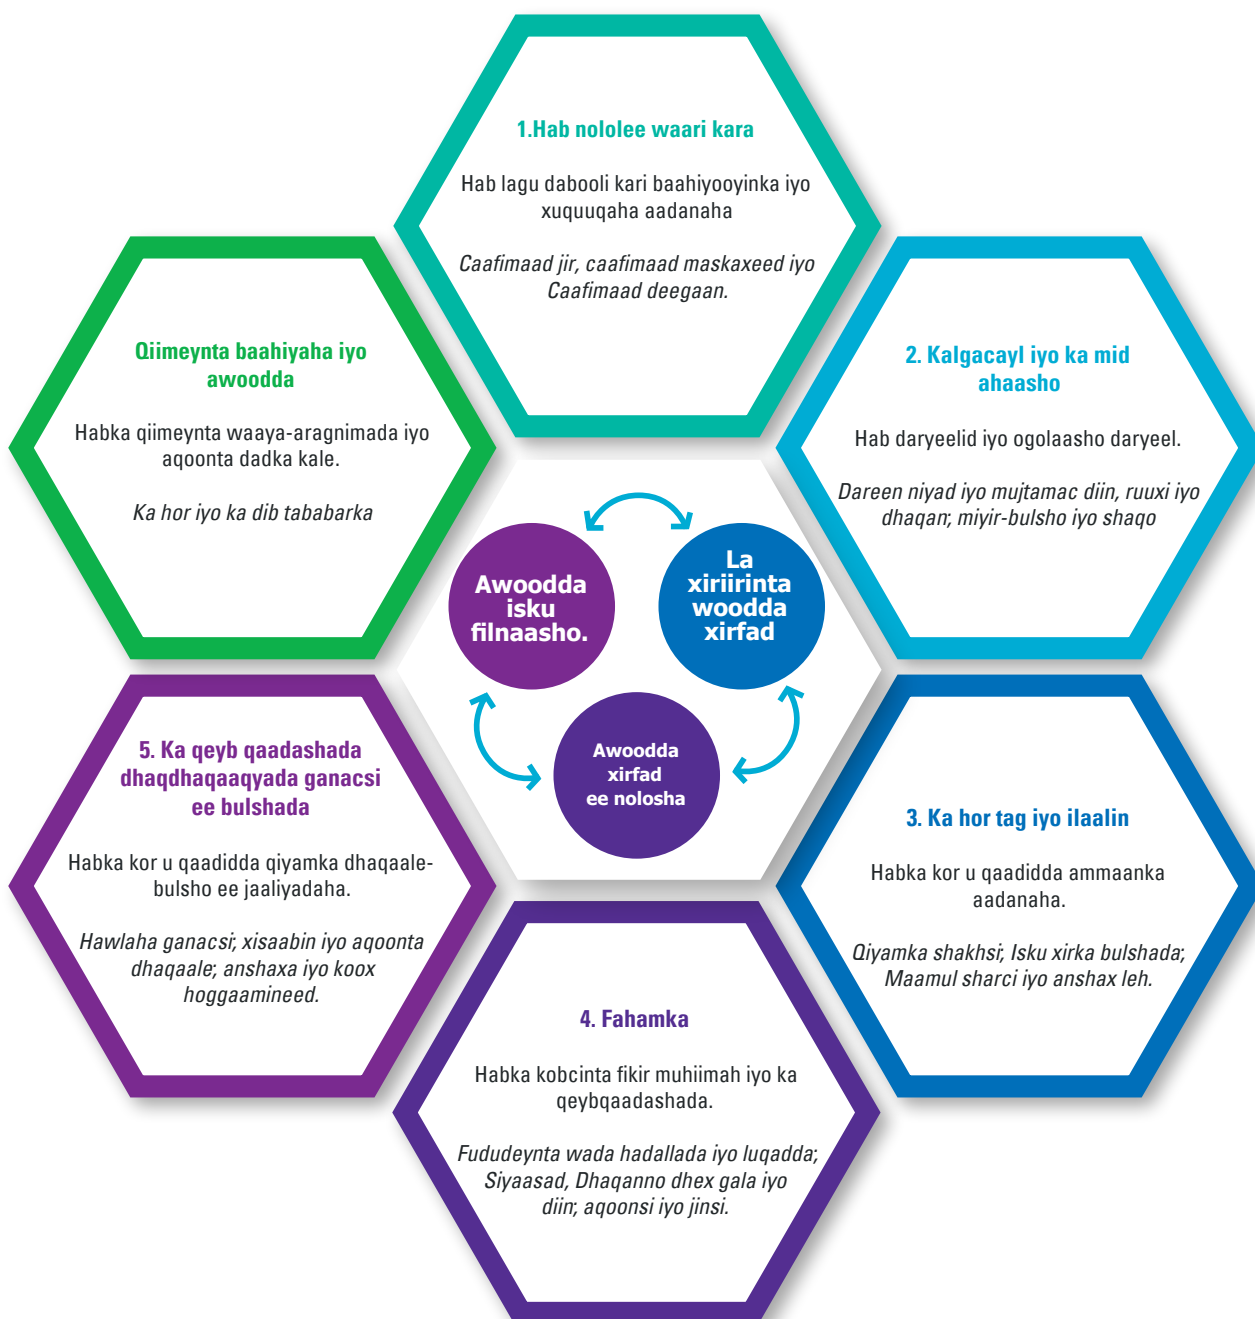 1.Hab nololee waari kara
Hab lagu dabooli kari baahiyooyinka iyo
xuquuqaha aadanaha
Caafimaad jir, caafimaad maskaxeed iyo
Caafimaad deegaan.
Qiimeynta baahiyaha iyo
awoodda
Habka qiimeynta waaya-aragnimada iyo
aqoonta dadka kale.
Ka hor iyo ka dib tababarka
2. Kalgacayl iyo ka mid
ahaasho
Hab daryeelid iyo ogolaasho daryeel.
Dareen niyad iyo mujtamac diin, ruuxi iyo
dhaqan; miyir-bulsho iyo shaqo
Awoodda
isku
filnaasho.
La
xiriirinta
woodda
xirfad
Awoodda
xirfad
ee nolosha
5. Ka qeyb qaadashada
dhaqdhaqaaqyada ganacsi
ee bulshada
Habka kor u qaadidda qiyamka dhaqaale-
bulsho ee jaaliyadaha.
Hawlaha ganacsi; xisaabin iyo aqoonta
dhaqaale; anshaxa iyo koox
hoggaamineed.
3. Ka hor tag iyo ilaalin
Habka kor u qaadidda ammaanka
aadanaha.
Qiyamka shakhsi; Isku xirka bulshada;
Maamul sharci iyo anshax leh.
4. Fahamka
Habka kobcinta fikir muhiimah iyo ka
qeybqaadashada.
Fududeynta wada hadallada iyo luqadda;
Siyaasad, Dhaqanno dhex gala iyo
diin; aqoonsi iyo jinsi.